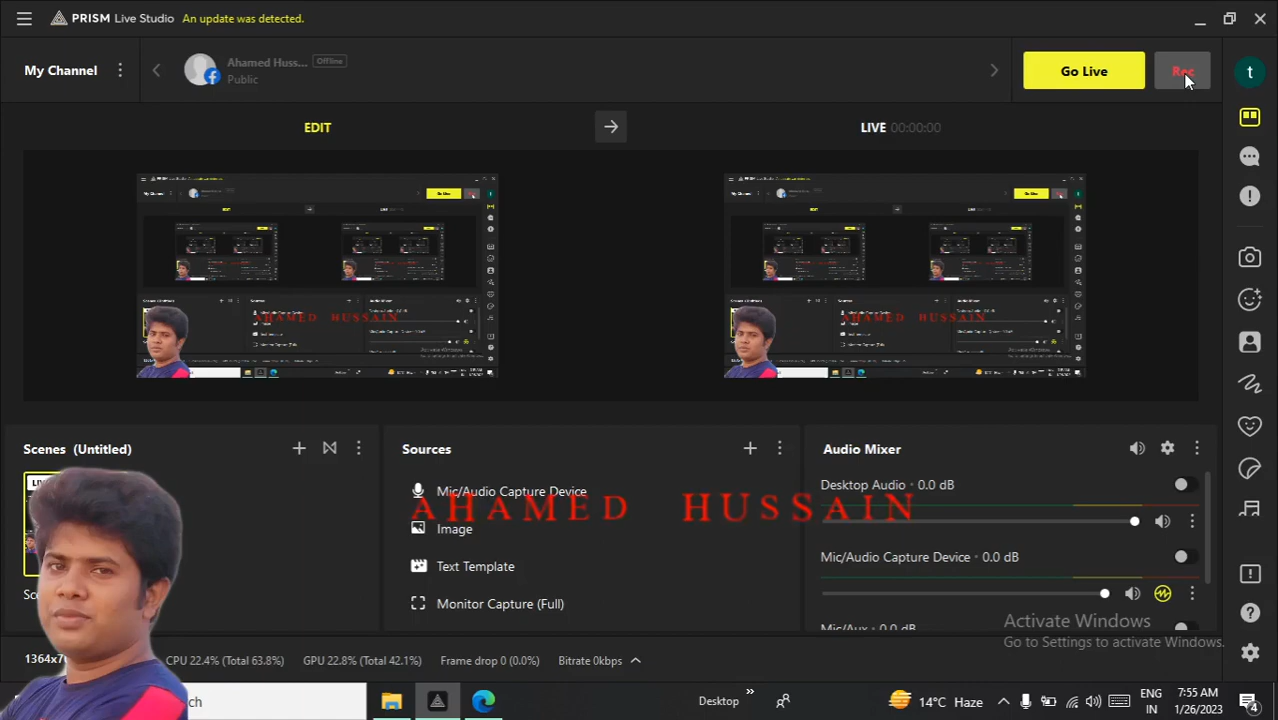 PRISM Live Studio An update was detected.
My Channel
Ahamed Huss... Offline
Public
Go Live Rec
t
EDIT
LIVE 00:00:00
Scenes (Untitled)
Sources
Audio Mixer
Mic/Audio Capture Device
AHAMED HUSSAIN
Image
Text Template
Monitor Capture (Full)
Desktop Audio • 0.0 dB
Mic/Audio Capture Device • 0.0 dB
Activate Windows
Go to Settings to activate Windows.
CPU 22.4% (Total 63.8%) GPU 22.8% (Total 42.1%) Frame drop 0 (0.0%) Bitrate 0kbps
Desktop
14°C Haze
ENG
IN
7:55 AM
1/26/2023
4